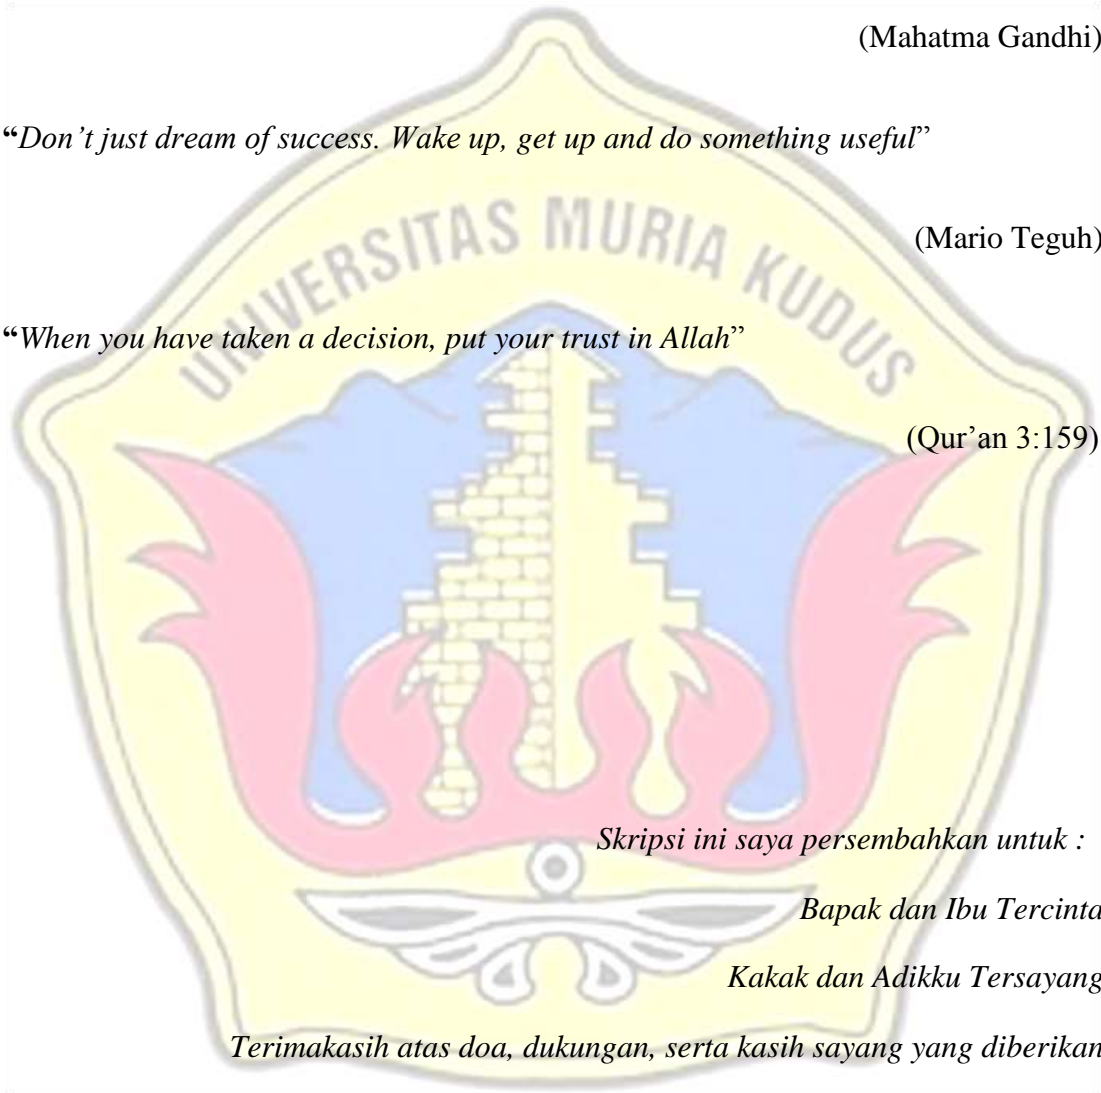 (Mahatma Gandhi)
“Don’t just dream of success. Wake up, get up and do something useful”
UNIVERSITAS MURIA KUDUS
(Mario Teguh)
“When you have taken a decision, put your trust in Allah”
(Qur’an 3:159)
Skripsi ini saya persembahkan untuk :
Bapak dan Ibu Tercinta
Kakak dan Adikku Tersayang
Terimakasih atas doa, dukungan, serta kasih sayang yang diberikan